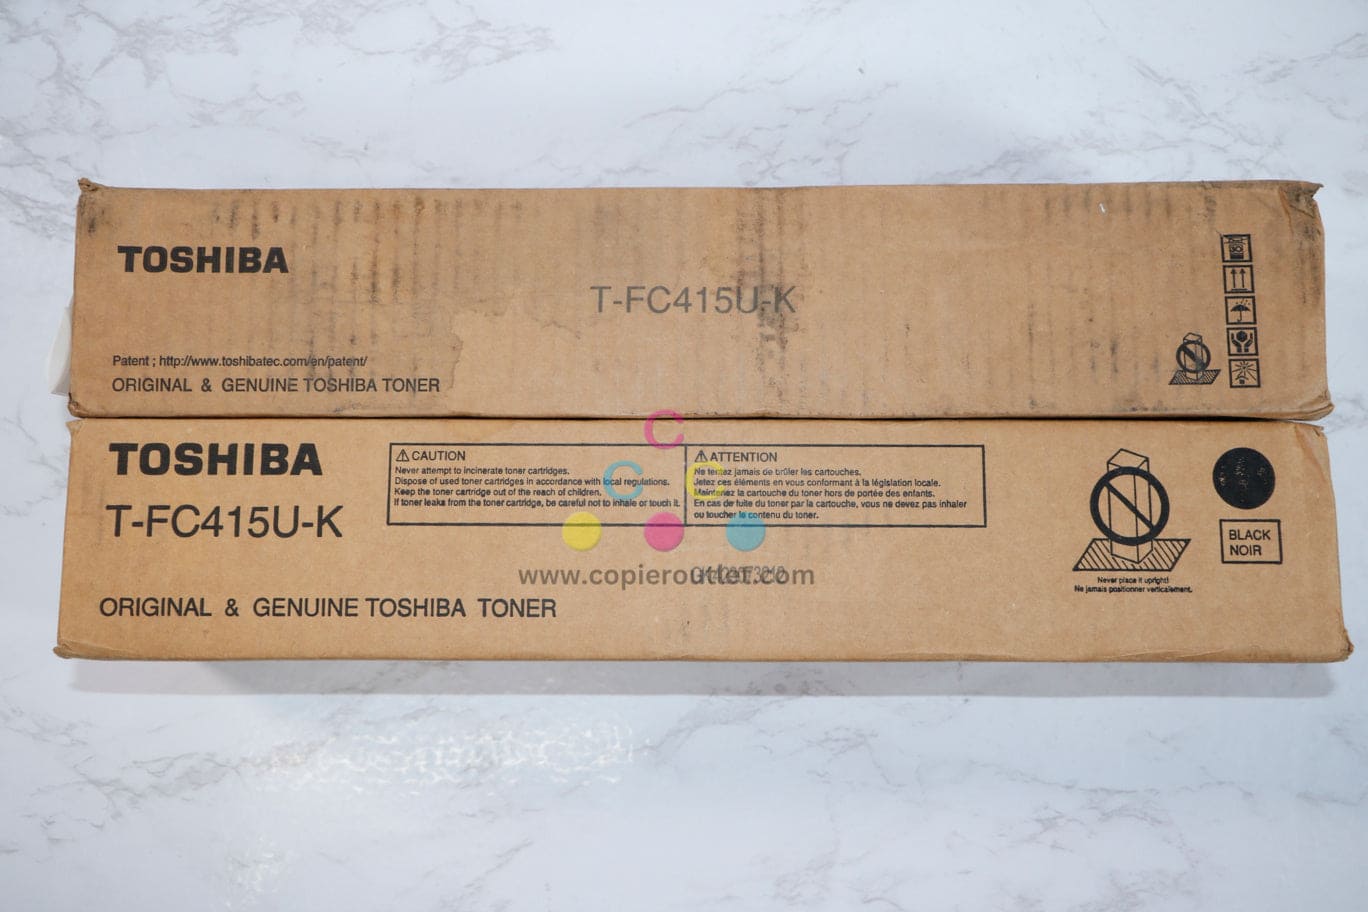 TOSHIBA
T-FC415U-K
Patent ; http://www.toshibatec.com/en/patent/
ORIGINAL & GENUINE TOSHIBA TONER
TOSHIBA
T-FC415U-K
CAUTION
Never attempt to incinerate toner cartridges.
Dispose of used toner cartridges in accordance with local regulations.
Keep the toner cartridge out of the reach of children.
If toner leaks from the toner cartridge, be careful not to inhale or touch it.
ATTENTION
Ne tentez jamais de brûler les cartouches.
Jetez ces éléments en vous conformant à la législation locale.
Maintenez la cartouche du toner hors de portée des enfants.
En cas de fuite du toner par la cartouche, vous ne devez pas inhaler
ou toucher le contenu du toner.
C
C C
www.copieroutlet.com
ORIGINAL & GENUINE TOSHIBA TONER
Never place it upright!
Ne jamais positionner verticalement.
BLACK
NOIR